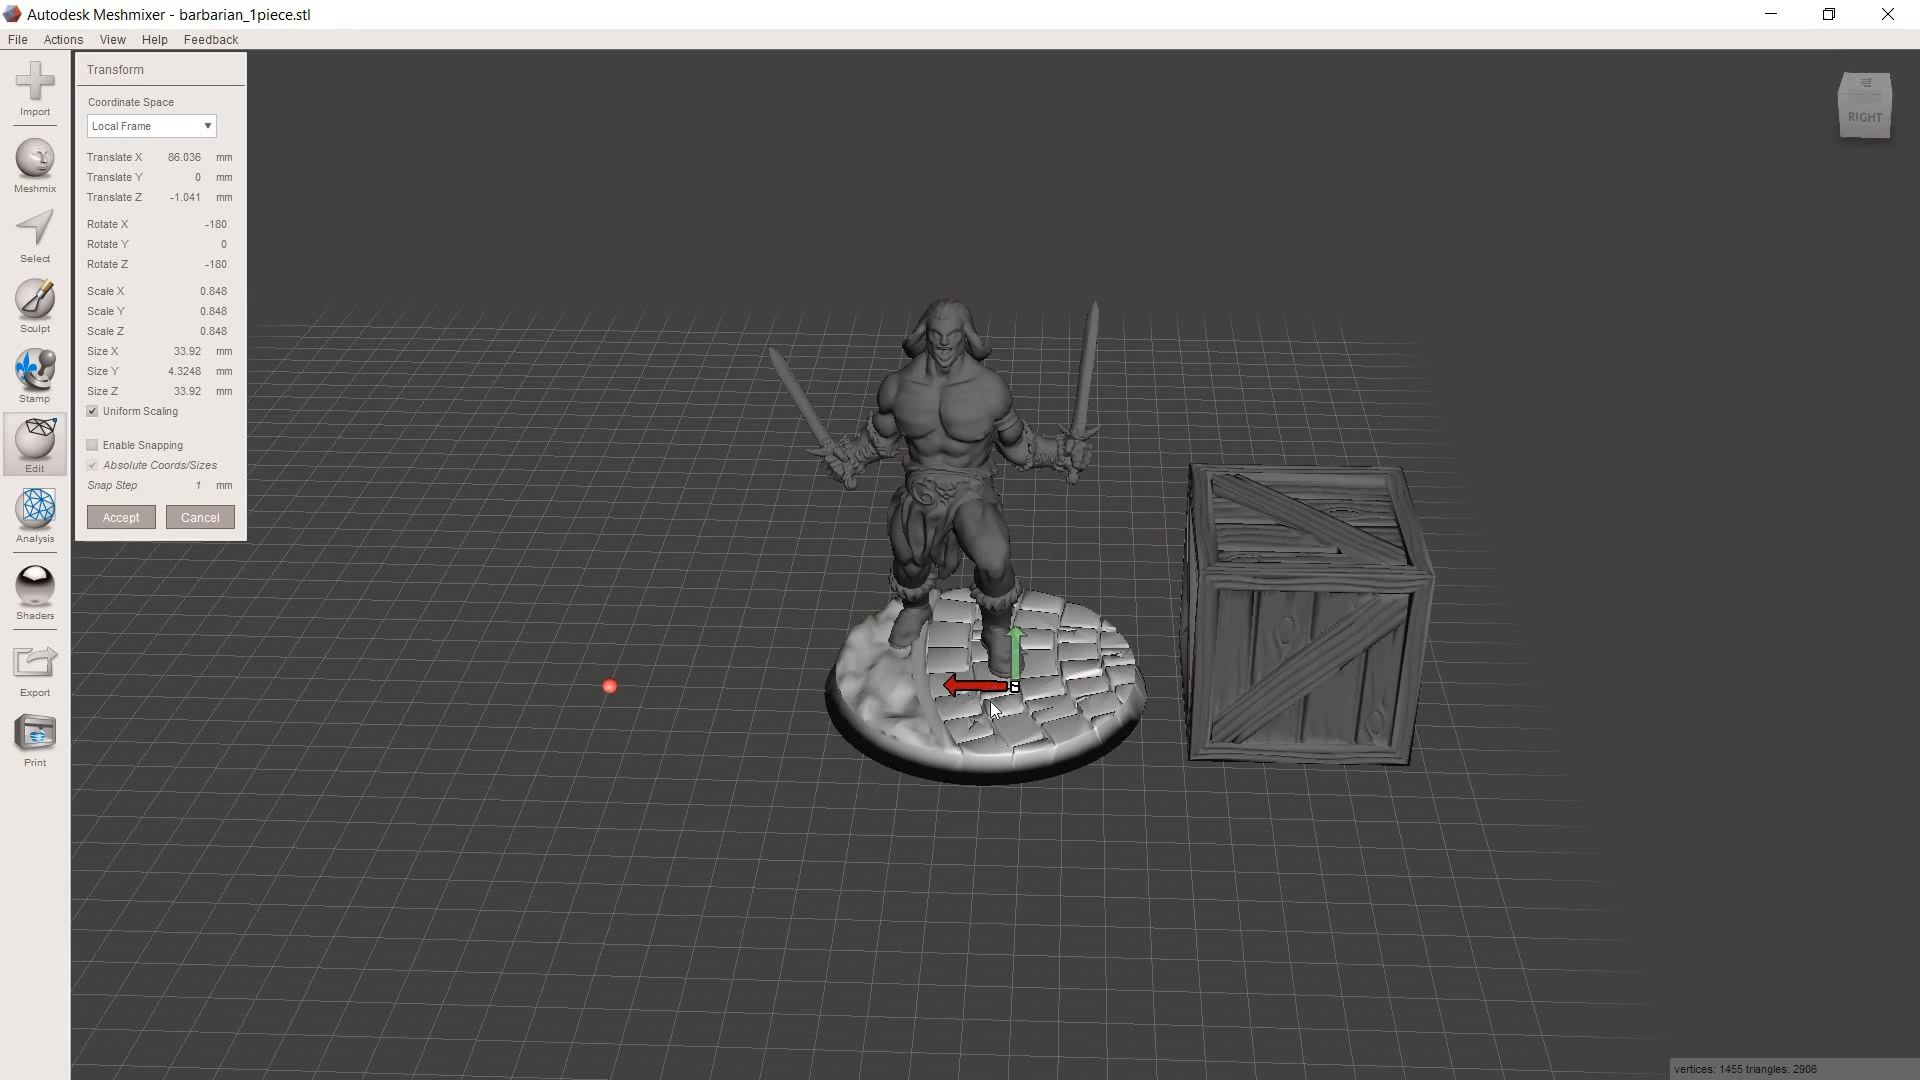 Autodesk Meshmixer - barbarian_1piece.stl
File Actions View Help Feedback
Import
Meshmix
Select
Sculpt
Stamp
Edit
Analysis
Shaders
Export
Print
Transform
Coordinate Space
Local Frame
Translate X 86.036 mm
Translate Y 0 mm
Translate Z -1.041 mm
Rotate X -180
Rotate Y 0
Rotate Z -180
Scale X 0.848
Scale Y 0.848
Scale Z 0.848
Size X 33.92 mm
Size Y 4.3248 mm
Size Z 33.92 mm
Uniform Scaling
Enable Snapping
Absolute Coords/Sizes
Snap Step 1 mm
Accept Cancel
RIGHT
vertices: 1455 triangles: 2906